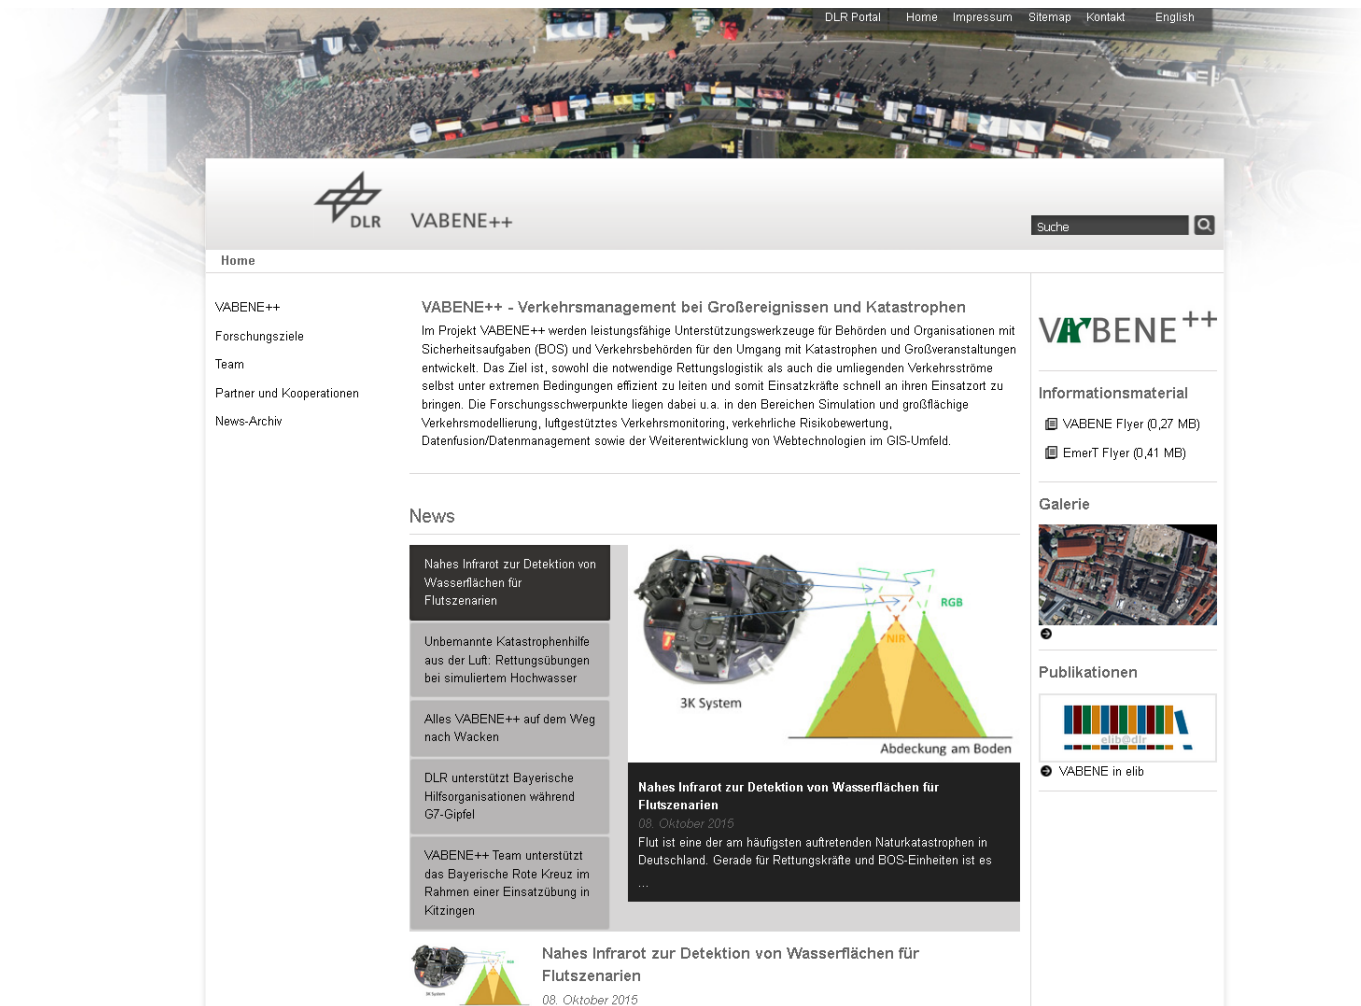 DLR Portal Home Impressum Sitemap Kontakt English
DLR
VABENE++
Suche
Home
VABENE++
Forschungsziele
Team
Partner und Kooperationen
News-Archiv
VABENE++ - Verkehrsmanagement bei Großereignissen und Katastrophen
Im Projekt VABENE++ werden leistungsfähige Unterstützungswerkzeuge für Behörden und Organisationen mit
Sicherheitsaufgaben (BOS) und Verkehrsbehörden für den Umgang mit Katastrophen und Großveranstaltungen
entwickelt. Das Ziel ist, sowohl die notwendige Rettungslogistik als auch die umliegenden Verkehrsströme
selbst unter extremen Bedingungen effizient zu leiten und somit Einsatzkräfte schnell an ihren Einsatzort zu
bringen. Die Forschungsschwerpunkte liegen dabei u.a. in den Bereichen Simulation und großflächige
Verkehrsmodellierung, luftgestütztes Verkehrsmonitoring, verkehrliche Risikobewertung,
Datenfusion/Datenmanagement sowie der Weiterentwicklung von Webtechnologien im GIS-Umfeld.
News
Nahes Infrarot zur Detektion von
Wasserflächen für
Flutszenarien
Unbemannte Katastrophenhilfe
aus der Luft: Rettungsübungen
bei simuliertem Hochwasser
Alles VABENE++ auf dem Weg
nach Wacken
DLR unterstützt Bayerische
Hilfsorganisationen während
G7-Gipfel
VABENE++ Team unterstützt
das Bayerische Rote Kreuz im
Rahmen einer Einsatzübung in
Kitzingen
RGB
NIR
3K System
Abdeckung am Boden
Nahes Infrarot zur Detektion von Wasserflächen für
Flutszenarien
08. Oktober 2015
Flut ist eine der am häufigsten auftretenden Naturkatastrophen in
Deutschland. Gerade für Rettungskräfte und BOS-Einheiten ist es
...
Nahes Infrarot zur Detektion von Wasserflächen für
Flutszenarien
08. Oktober 2015
3K System
RGB
VABENE++
Informationsmaterial
VABENE Flyer (0,27 MB)
EmerT Flyer (0,41 MB)
Galerie
Publikationen
elib@dlr
VABENE in elib